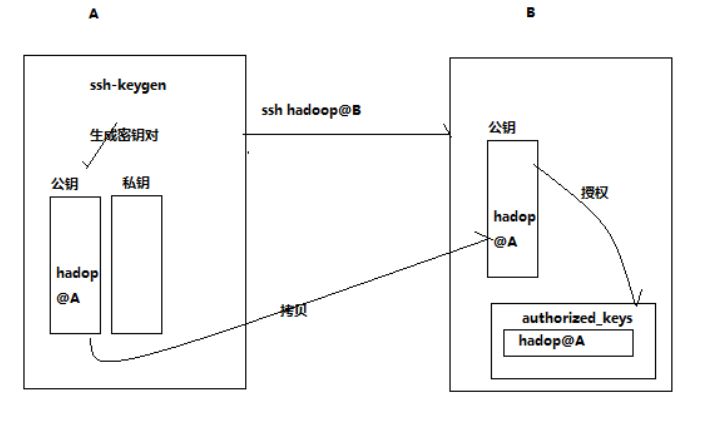 A
B
ssh-keygen
ssh hadoop@B
生成密钥对
公钥
私钥
公钥
授权
hadop
@A
hadop
@A
拷贝
authorized_keys
hadop@A